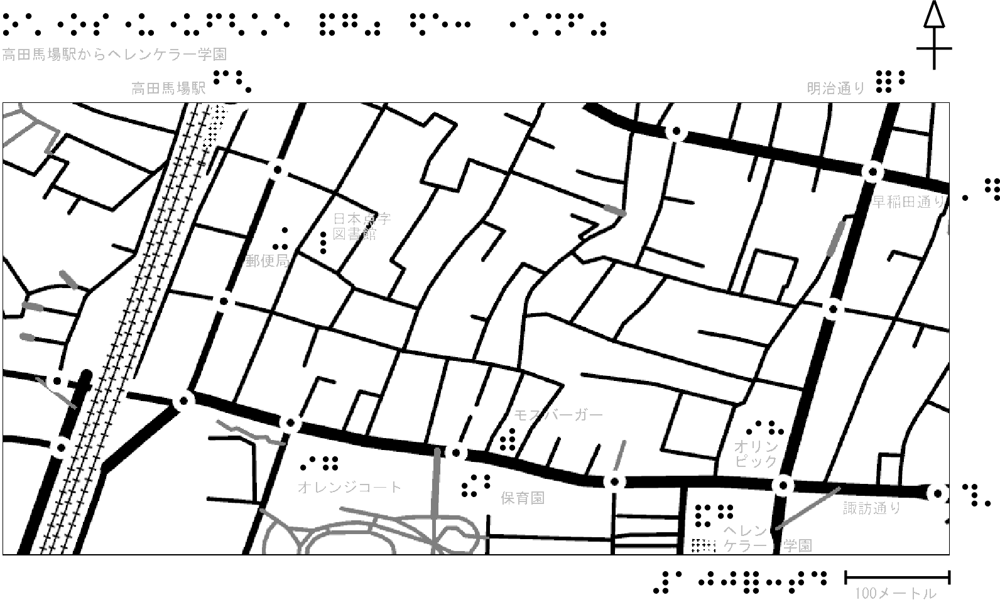 高田馬場駅からヘレンケラー学園
高田馬場駅
明治通り
早稲田通り
日本点字
図書館
郵便局
モスバーガー
オリン
ピック
オレンジコート
保育園
諏訪通り
ヘレン
ケラー学園
100メートル